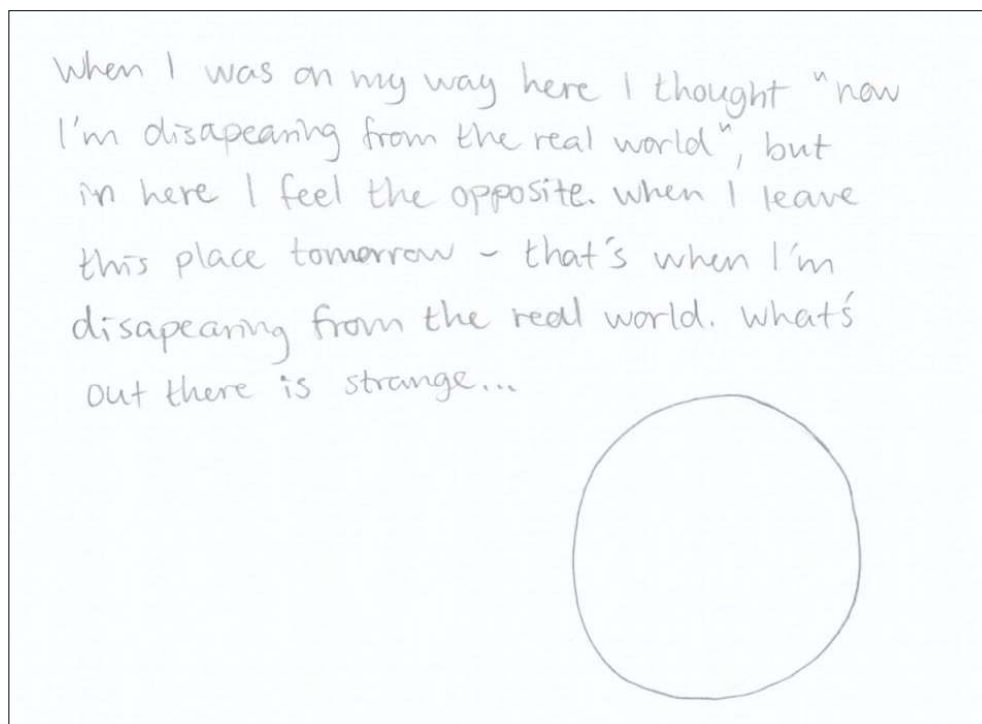 When I was on my way here I thought "now
I'm disapearing from the real world", but
in here I feel the opposite. When I leave
this place tomorrow - that's when I'm
disapearing from the real world. What's
out there is strange...